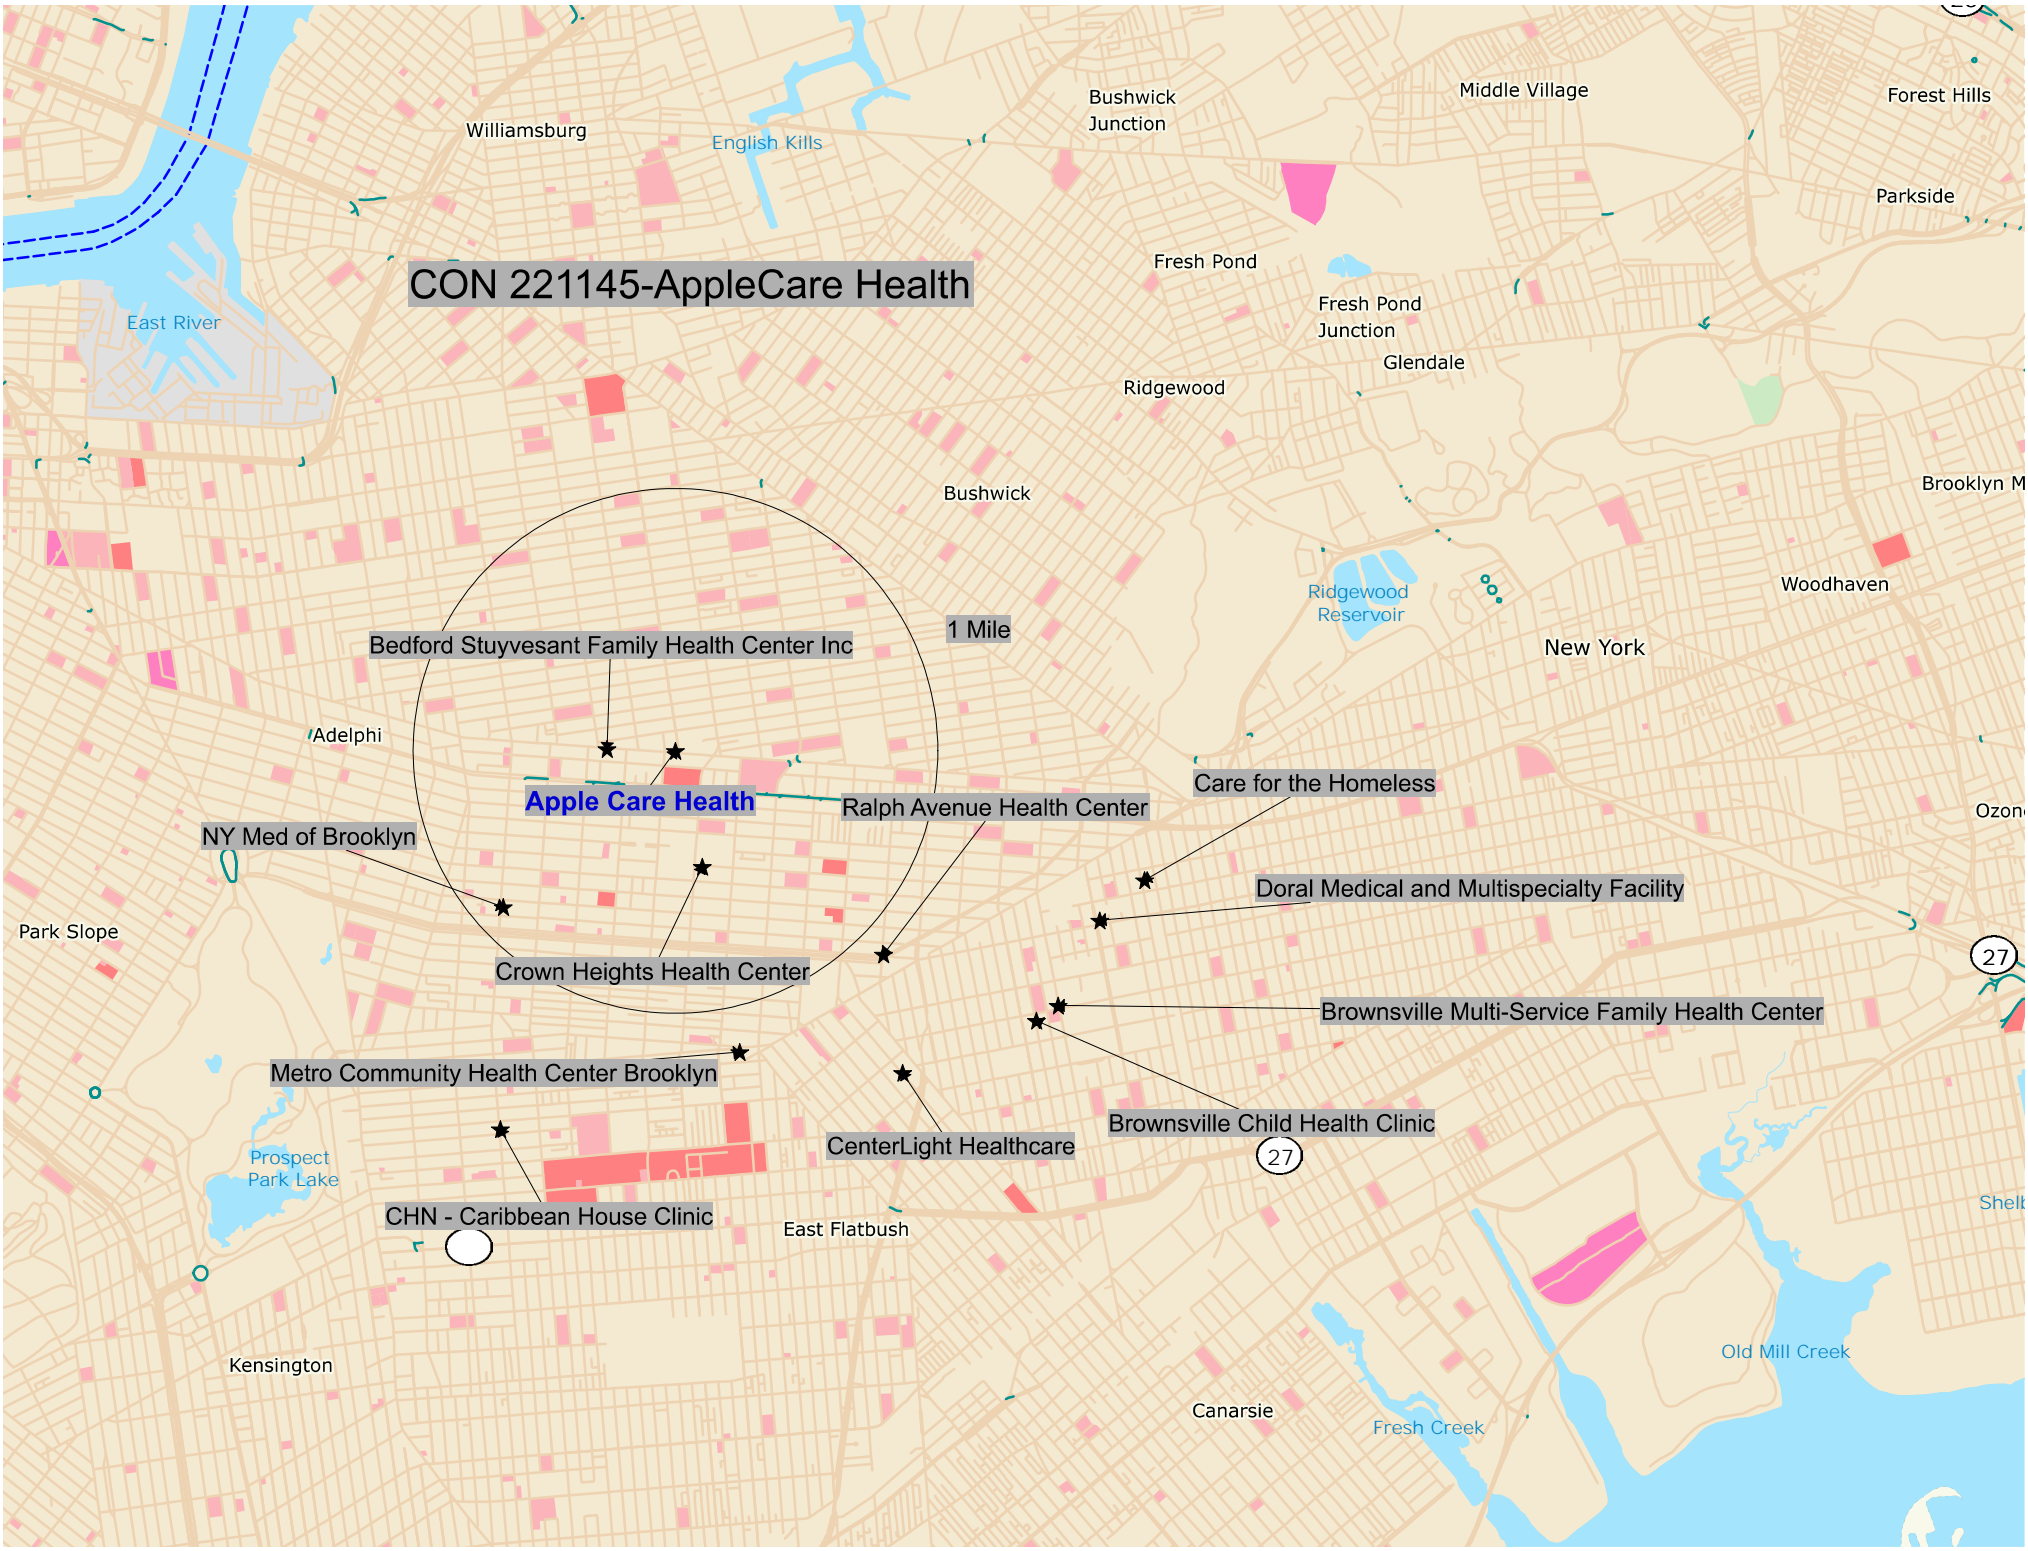 Williamsburg
English Kills
Bushwick
Junction
Middle Village
Forest Hills
Parkside
Fresh Pond
CON 221145-AppleCare Health
East River
Fresh Pond
Junction
Glendale
Ridgewood
Bushwick
Brooklyn M
Ridgewood
Reservoir
Woodhaven
1 Mile
Bedford Stuyvesant Family Health Center Inc
New York
Adelphi
Care for the Homeless
Apple Care Health
Ralph Avenue Health Center
Ozon
NY Med of Brooklyn
Doral Medical and Multispecialty Facility
Park Slope
27
Crown Heights Health Center
Brownsville Multi-Service Family Health Center
Metro Community Health Center Brooklyn
Brownsville Child Health Clinic
CenterLight Healthcare
27
Prospect
Park Lake
CHN - Caribbean House Clinic
East Flatbush
Shelb
Old Mill Creek
Kensington
Canarsie
Fresh Creek